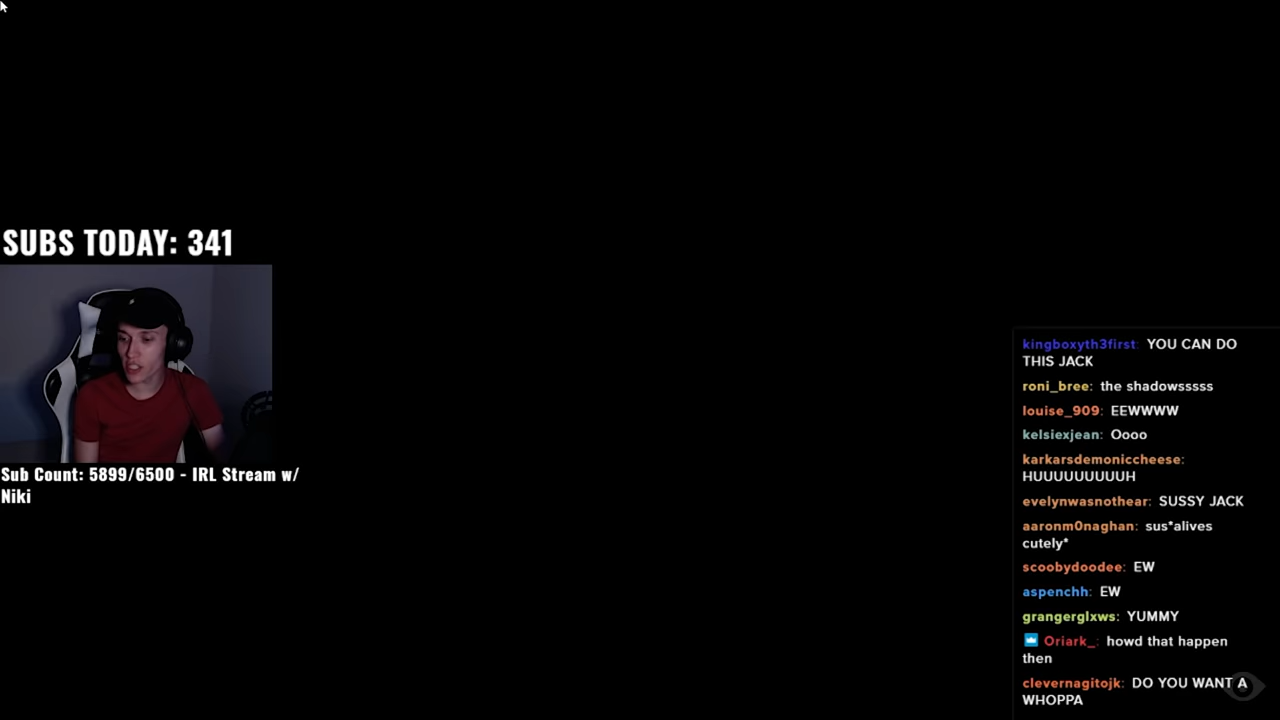 SUBS TODAY: 341
Sub Count: 5899/6500 - IRL Stream w/
Niki
kingboxyth3first: YOU CAN DO
THIS JACK
roni_bree: the shadowsssss
louise_909: EEWWWW
kelsiexjean: Oooo
karkarsdemoniccheese:
HUUUUUUUUUH
evelynwasnothear: SUSSY JACK
aaronm0naghan: sus*alives
cutely*
scoobydoodee: EW
aspenchh: EW
grangerglxws: YUMMY
Oriark_: howd that happen
then
clevernagitojk: DO YOU WANT A
WHOPPA